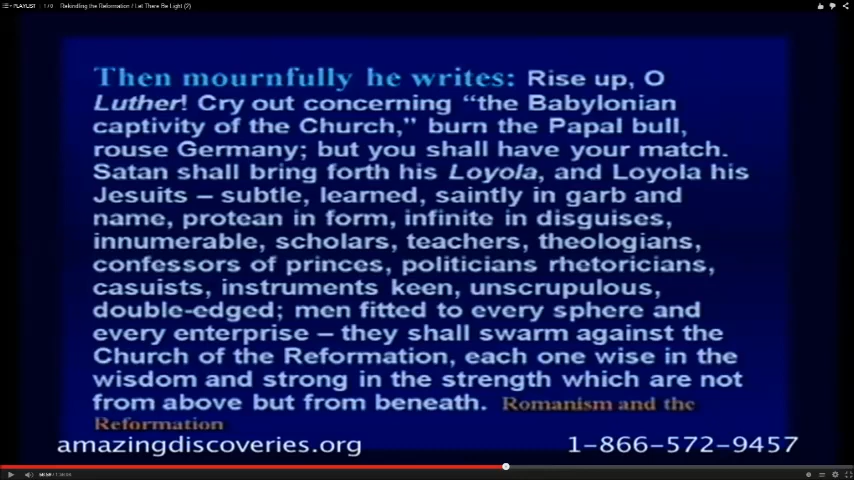 PLAYLIST 1 / 0 Rekindling the Reformation / Let There Be Light (2)
Then mournfully he writes: Rise up, O
Luther! Cry out concerning “the Babylonian
captivity of the Church,” burn the Papal bull,
rouse Germany; but you shall have your match.
Satan shall bring forth his Loyola, and Loyola his
Jesuits – subtle, learned, saintly in garb and
name, protean in form, infinite in disguises,
innumerable, scholars, teachers, theologians,
confessors of princes, politicians rhetoricians,
casuists, instruments keen, unscrupulous,
double-edged; men fitted to every sphere and
every enterprise – they shall swarm against the
Church of the Reformation, each one wise in the
wisdom and strong in the strength which are not
from above but from beneath. Romanism and the
Reformation
amazingdiscoveries.org 1-866-572-9457